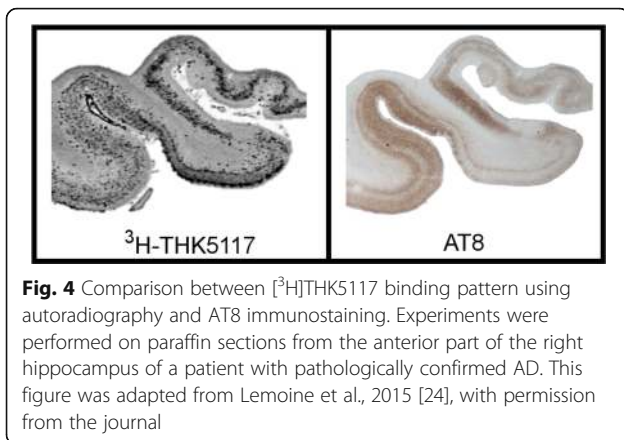 ³H-THK5117
AT8
Fig. 4 Comparison between [³H]THK5117 binding pattern using
autoradiography and AT8 immunostaining. Experiments were
performed on paraffin sections from the anterior part of the right
hippocampus of a patient with pathologically confirmed AD. This
figure was adapted from Lemoine et al., 2015 [24], with permission
from the journal